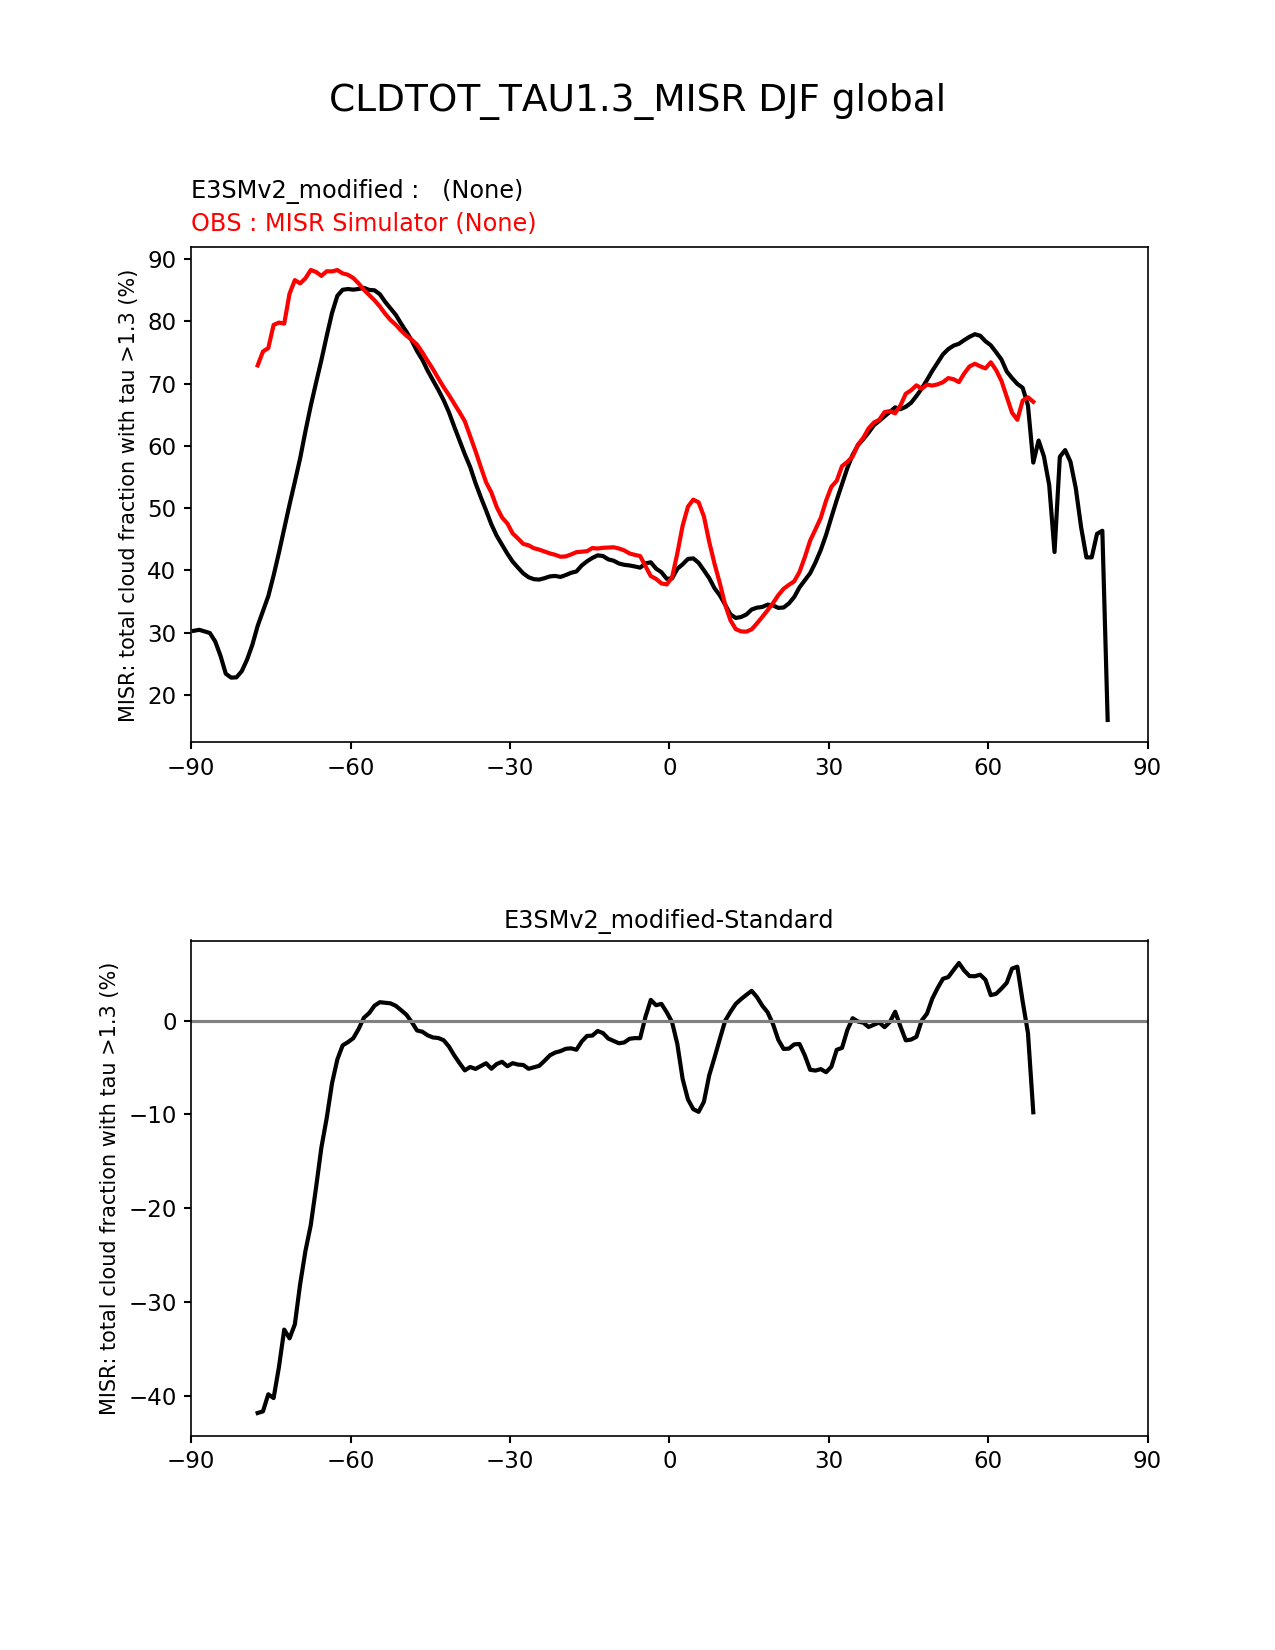 CLDTOT_TAU1.3_MISR DJF global
E3SMv2_modified :   (None)
OBS : MISR Simulator (None)
MISR: total cloud fraction with tau >1.3 (%)
90
80
70
60
50
40
30
20
−90 −60 −30 0 30 60 90
E3SMv2_modified-Standard
MISR: total cloud fraction with tau >1.3 (%)
0
−10
−20
−30
−40
−90 −60 −30 0 30 60 90